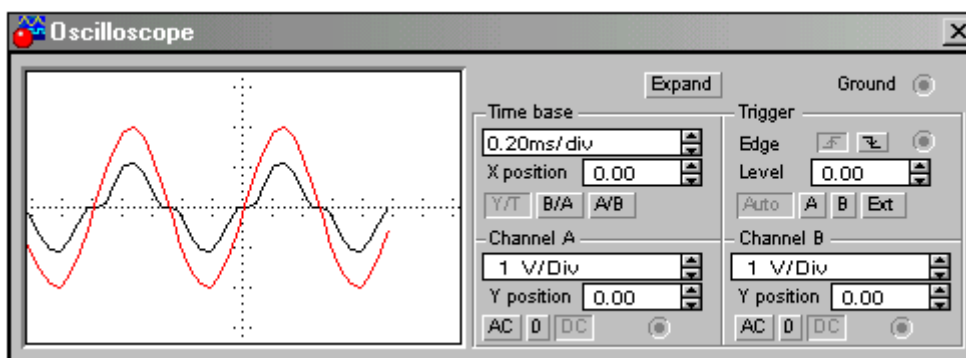 Oscilloscope
Expand Ground
Time base Trigger
0.20ms/div Edge
X position 0.00 Level 0.00
Y/T B/A A/B Auto A B Ext
Channel A Channel B
1 V/Div 1 V/Div
Y position 0.00 Y position 0.00
AC 0 DC AC 0 DC